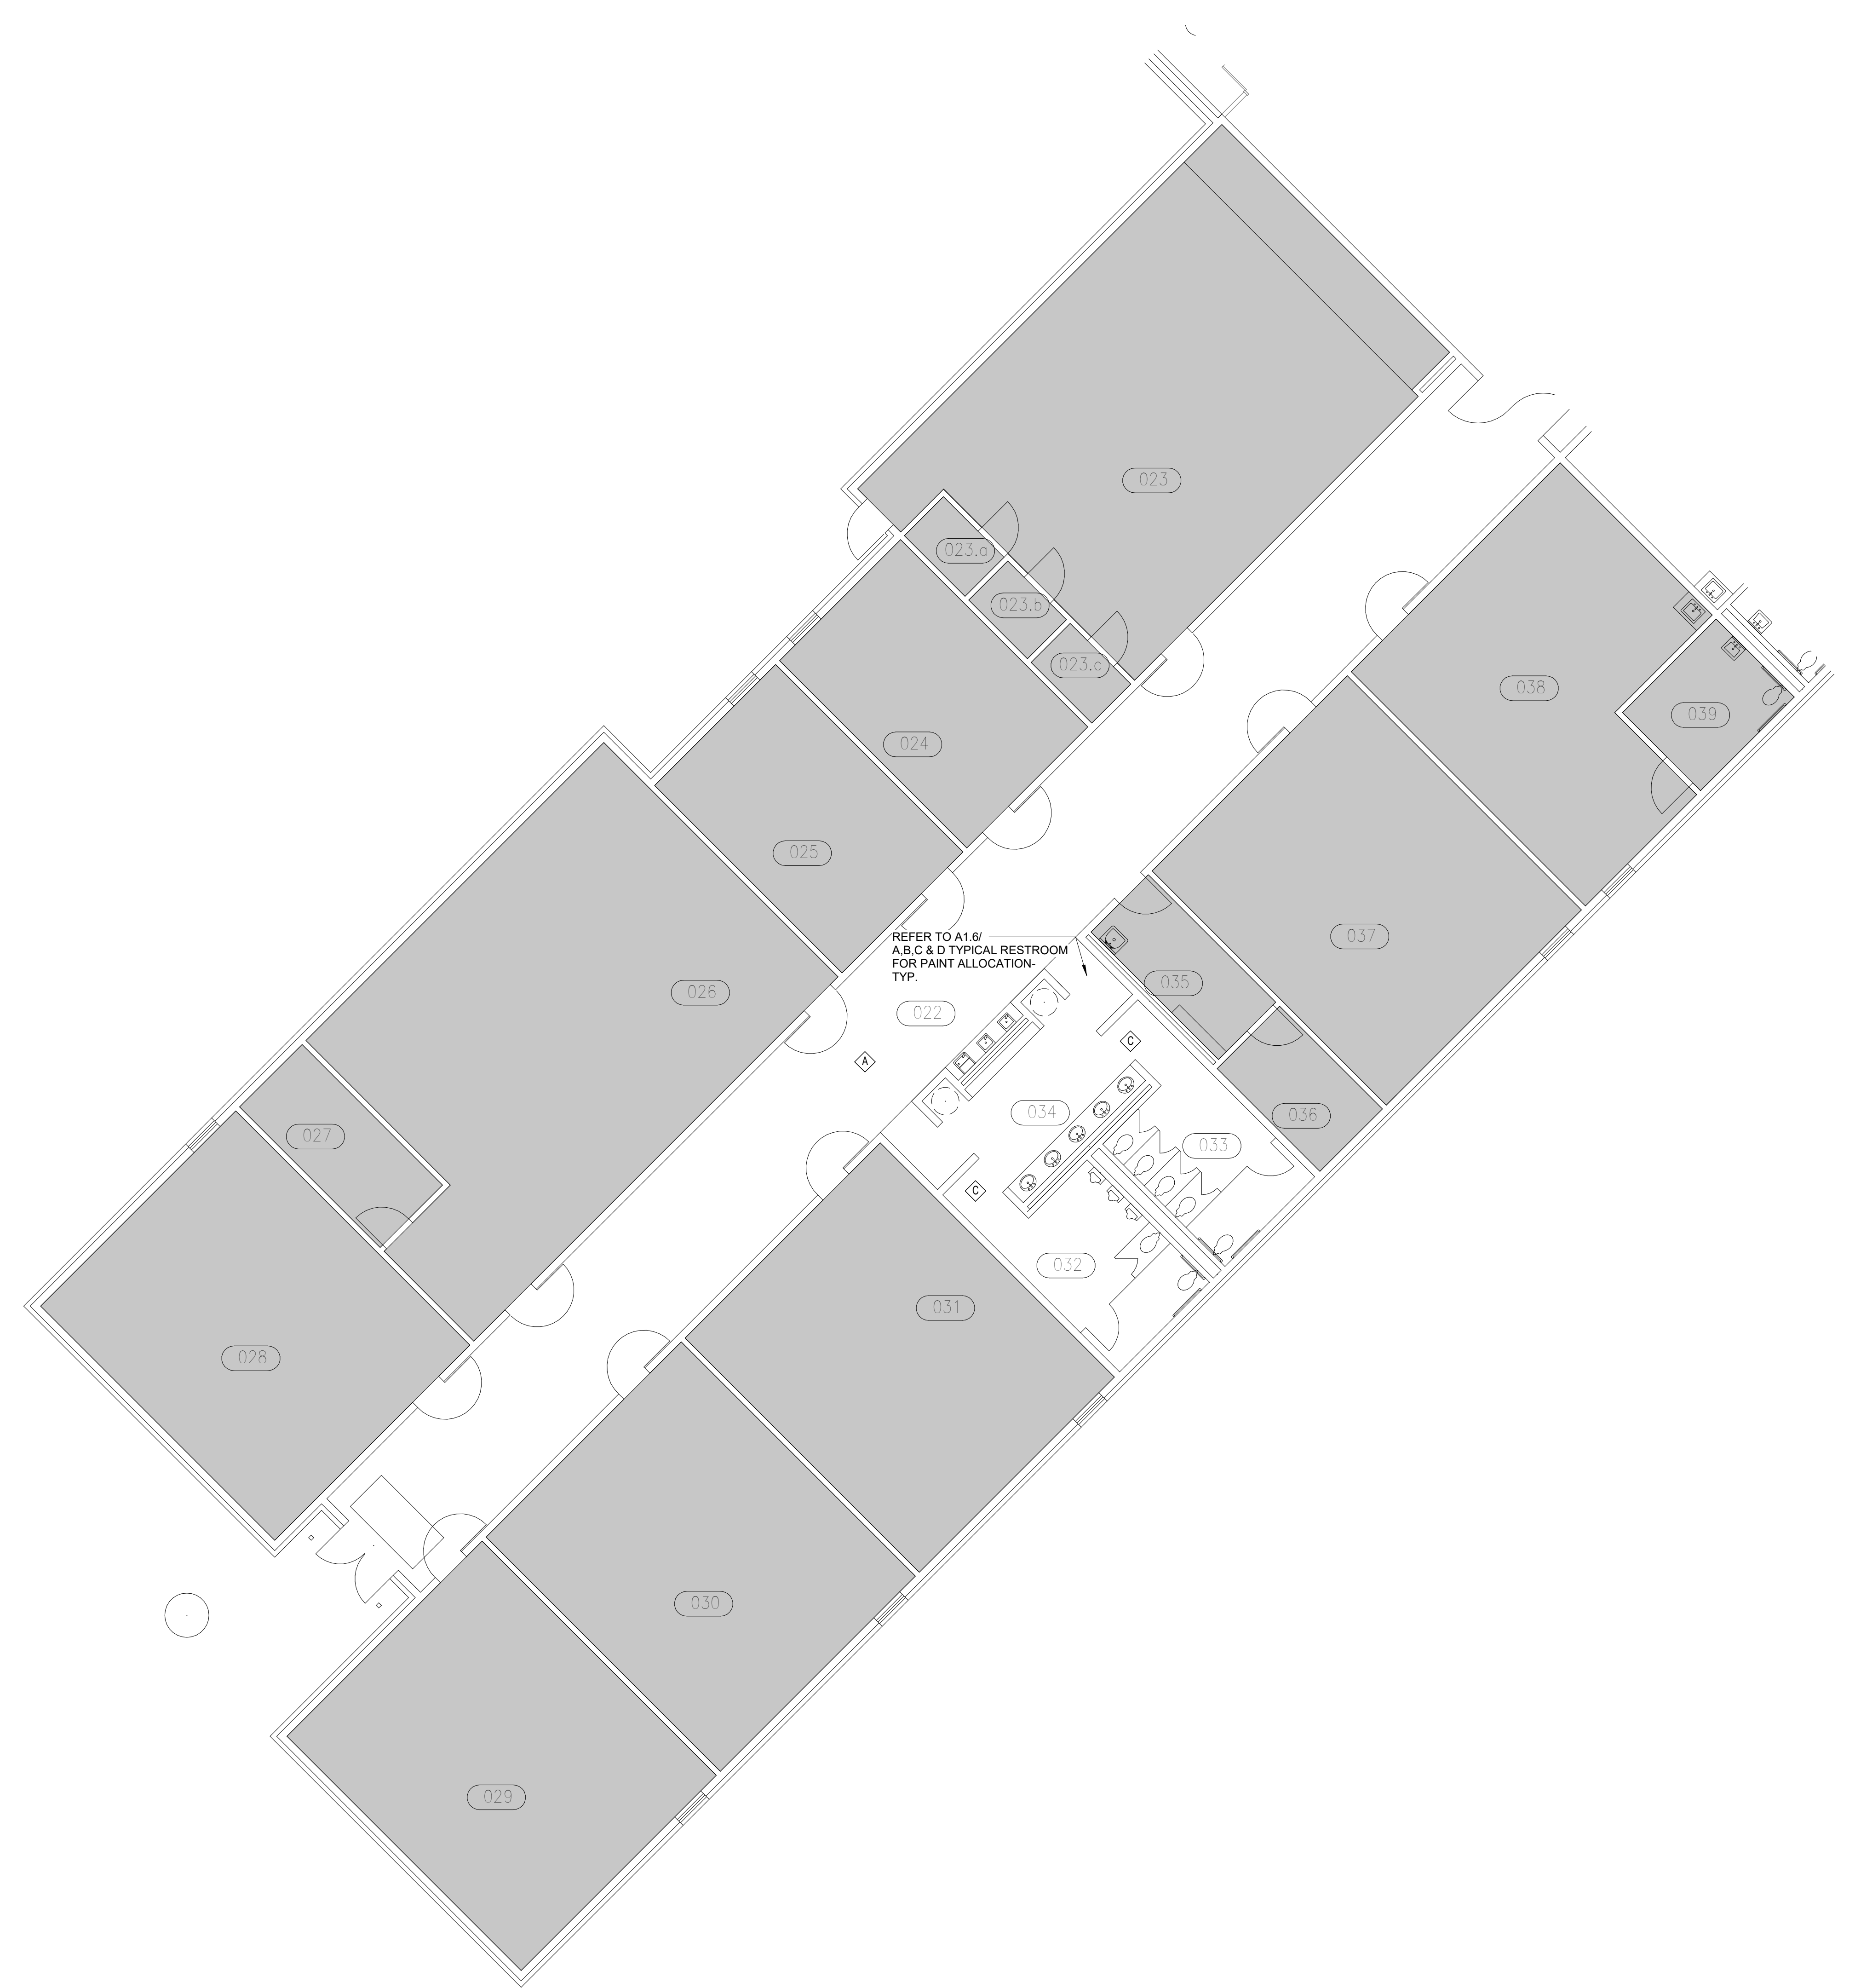 023
023.a
023.b
023.c
038
039
024
025
037
REFER TO A1.6/
A,B,C & D TYPICAL RESTROOM
FOR PAINT ALLOCATION-
TYP.
035
026
022
C
A
034
036
027
033
C
032
031
028
030
029